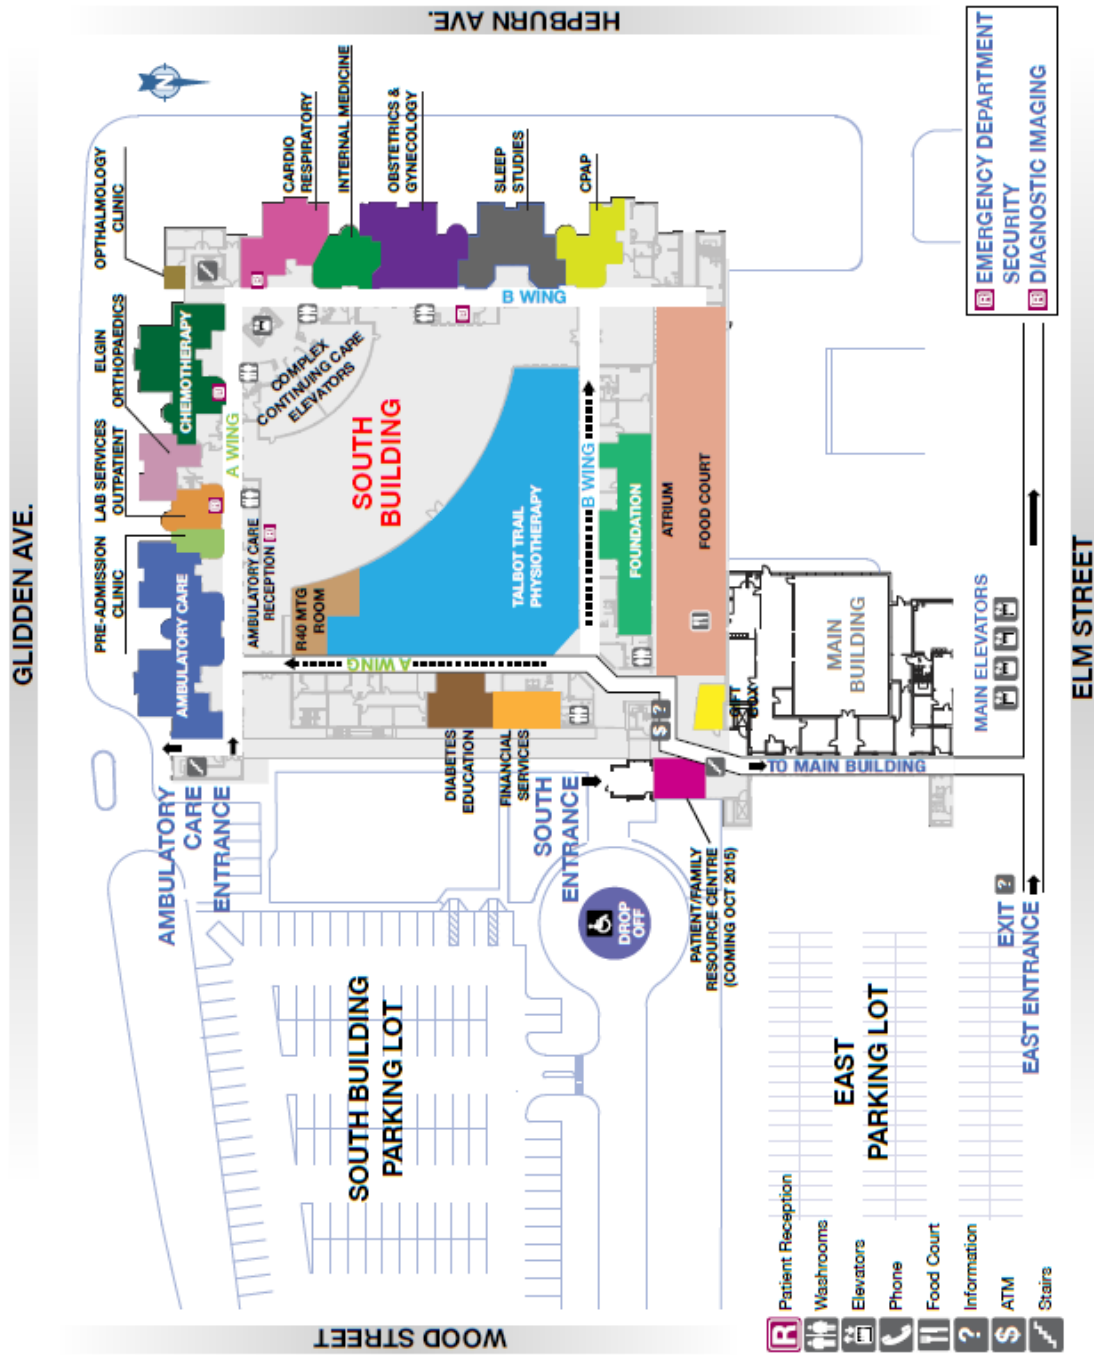 HEPBURN AVE.
GLIDDEN AVE.
ELM STREET
WOOD STREET
N
OPTHALMOLOGY
CLINIC
ELGIN
ORTHOPAEDICS
LAB SERVICES
OUTPATIENT
PRE-ADMISSION
CLINIC
CARDIO
RESPIRATORY
INTERNAL MEDICINE
OBSTETRICS &
GYNECOLOGY
SLEEP
STUDIES
CPAP
R EMERGENCY DEPARTMENT
SECURITY
R DIAGNOSTIC IMAGING
CHEMOTHERAPY
AMBULATORY CARE
A WING
B WING
COMPLEX
CONTINUING CARE
ELEVATORS
SOUTH
BUILDING
AMBULATORY CARE
RECEPTION R
R40 MTG
ROOM
TALBOT TRAIL
PHYSIOTHERAPY
B WING
A WING
FOUNDATION
ATRIUM
FOOD COURT
DIABETES
EDUCATION
FINANCIAL
SERVICES
$ ?
GIFT
BOX
MAIN
BUILDING
MAIN ELEVATORS
TO MAIN BUILDING
AMBULATORY
CARE
ENTRANCE
SOUTH
ENTRANCE
DROP
OFF
PATIENT/FAMILY
RESOURCE CENTRE
(COMING OCT 2015)
EXIT ?
EAST ENTRANCE
SOUTH BUILDING
PARKING LOT
EAST
PARKING LOT
R Patient Reception
Washrooms
Elevators
Phone
Food Court
? Information
$ ATM
Stairs